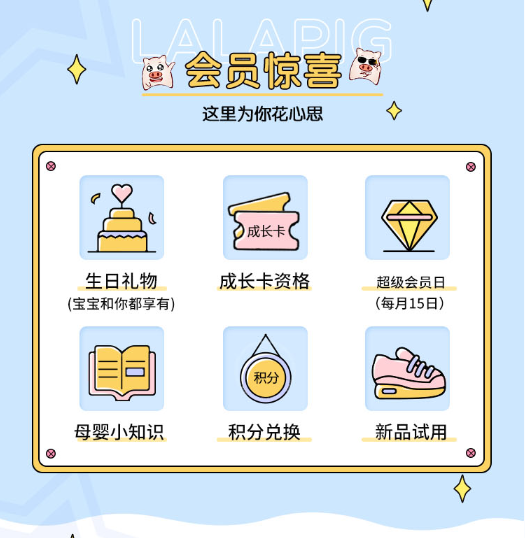 LALAPIG
会员惊喜
这里为你花心思
成长卡
生日礼物
(宝宝和你都享有)
成长卡资格
超级会员日
(每月15日)
积分
母婴小知识
积分兑换
新品试用